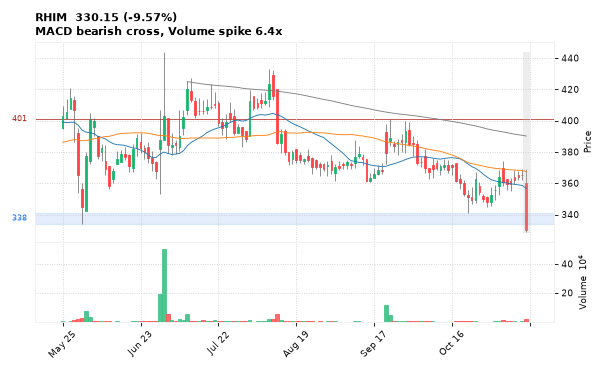 RHIM 330.15 (-9.57%)
MACD bearish cross, Volume spike 6.4x
440
420
401
400
380
360
338
340
Price
40
20
Volume 10⁴
May 25
Jun 23
Jul 22
Aug 19
Sep 17
Oct 16